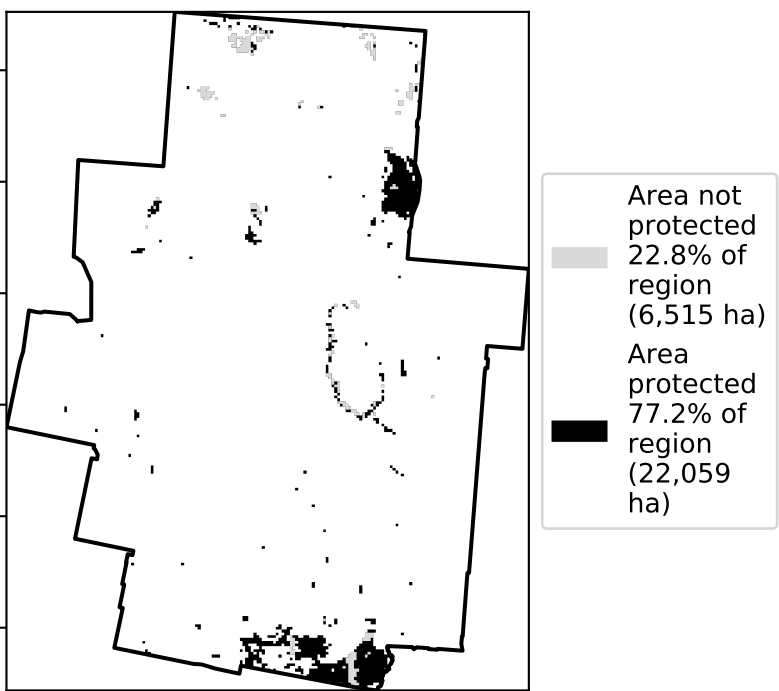 Area not
protected
22.8% of
region
(6,515 ha)
Area
protected
77.2% of
region
(22,059
ha)